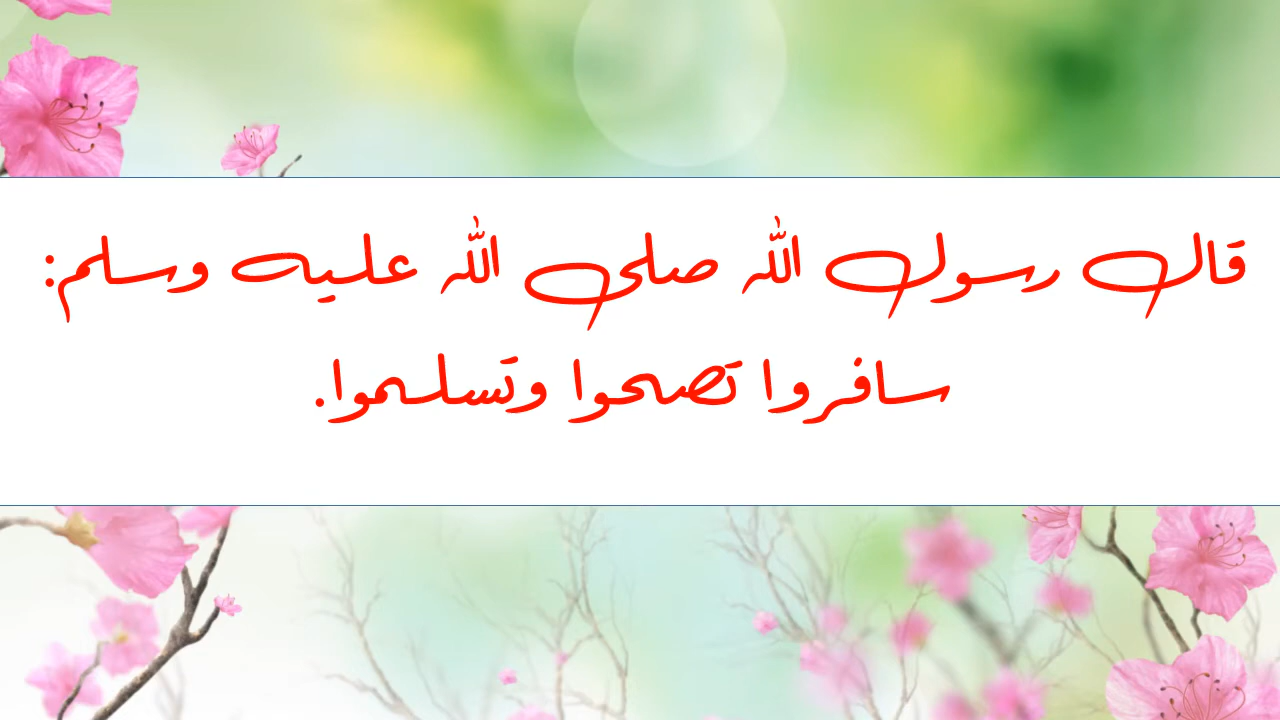 قال رسول الله صلى الله عليه وسلم:
سافروا تصحوا وتسلموا.